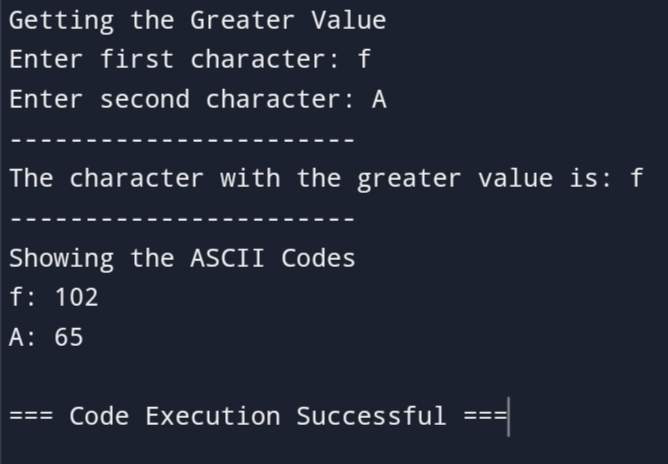 Getting the Greater Value
Enter first character: f
Enter second character: A
-----------------------
The character with the greater value is: f
-----------------------
Showing the ASCII Codes
f: 102
A: 65
=== Code Execution Successful ===